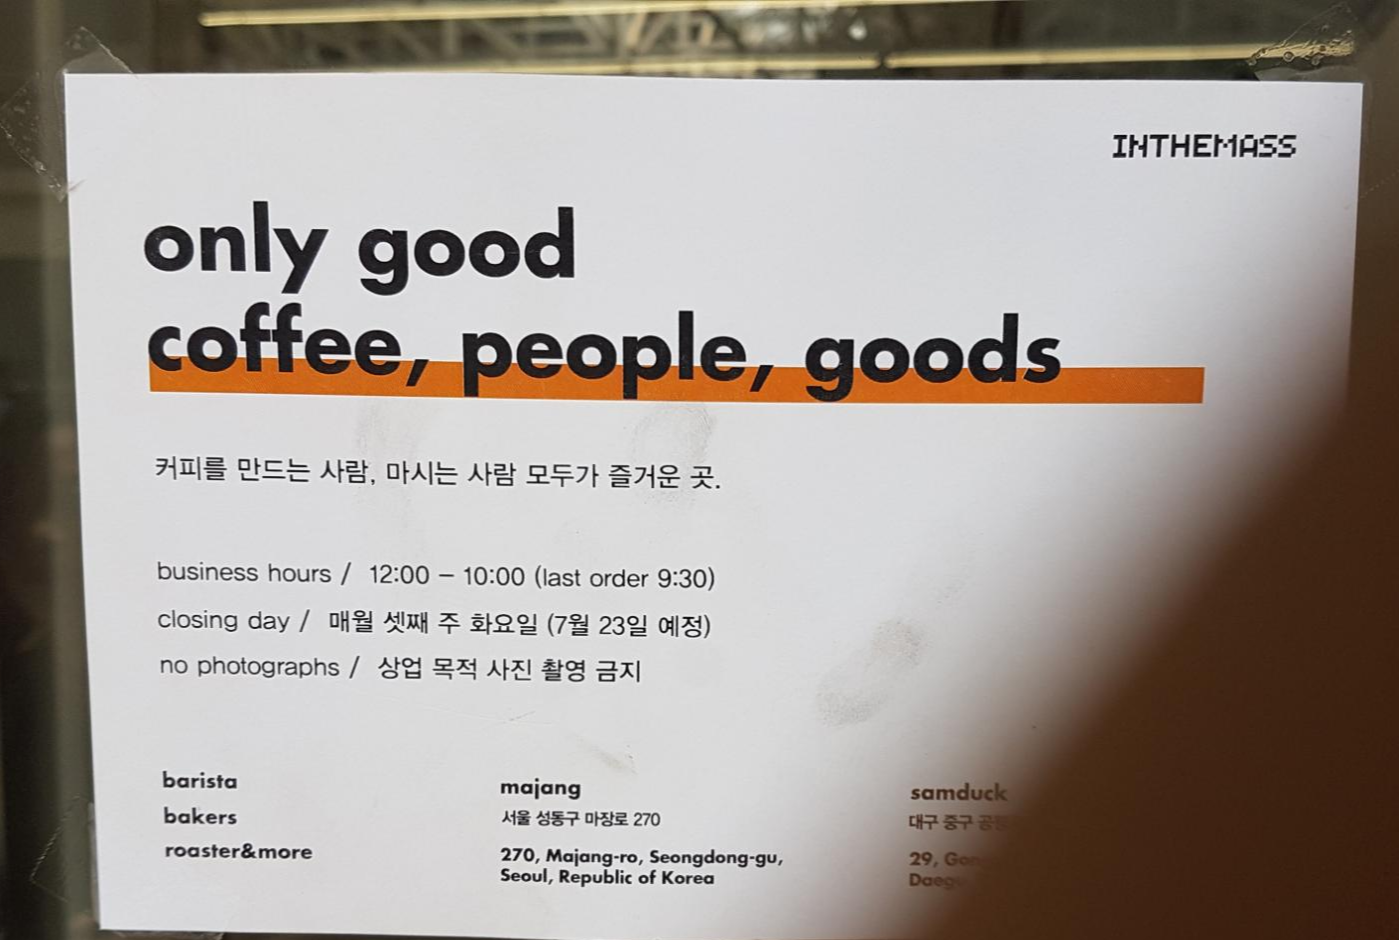 INTHEMASS
only good
coffee, people, goods
커피를 만드는 사람, 마시는 사람 모두가 즐거운 곳.
business hours / 12:00 – 10:00 (last order 9:30)
closing day / 매월 셋째 주 화요일 (7월 23일 예정)
no photographs / 상업 목적 사진 촬영 금지
barista
bakers
roaster&more
majang
서울 성동구 마장로 270
270, Majang-ro, Seongdong-gu,
Seoul, Republic of Korea
samduck
대구 중구
29,